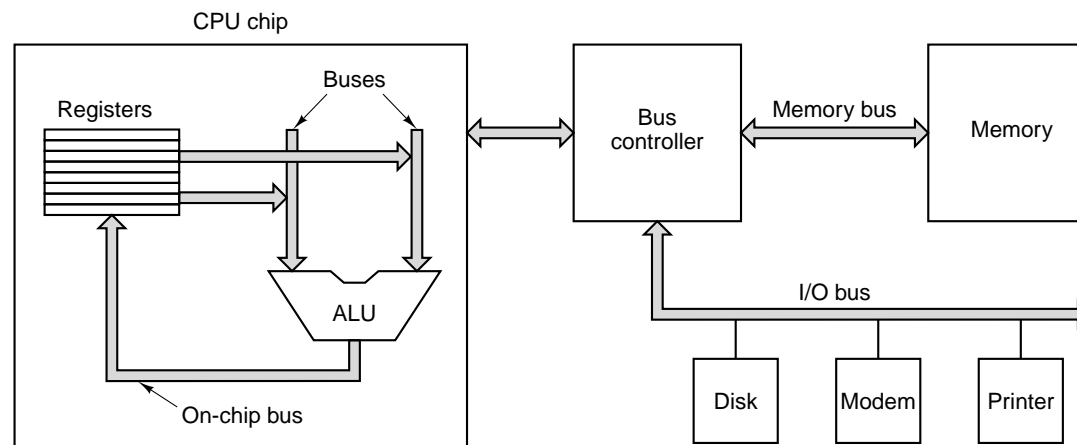 CPU chip
Buses
Registers
Bus
controller
Memory bus
Memory
ALU
I/O bus
On-chip bus
Disk
Modem
Printer